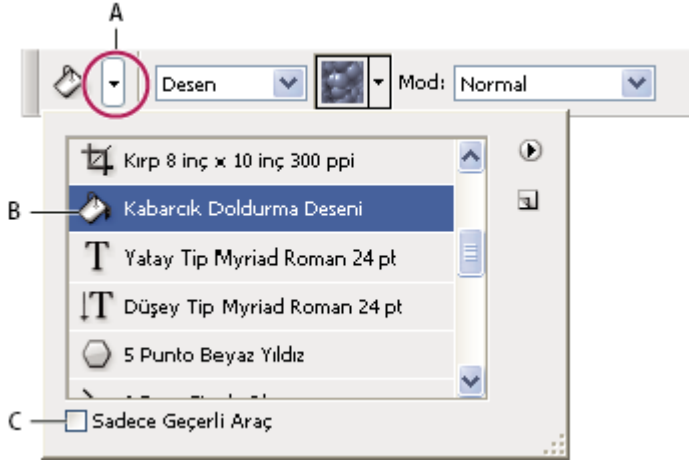 A
Desen Mod: Normal
Kırp 8 inç x 10 inç 300 ppi
B Kabarcık Doldurma Deseni
T Yatay Tip Myriad Roman 24 pt
T Düşey Tip Myriad Roman 24 pt
5 Punto Beyaz Yıldız
C Sadece Geçerli Araç